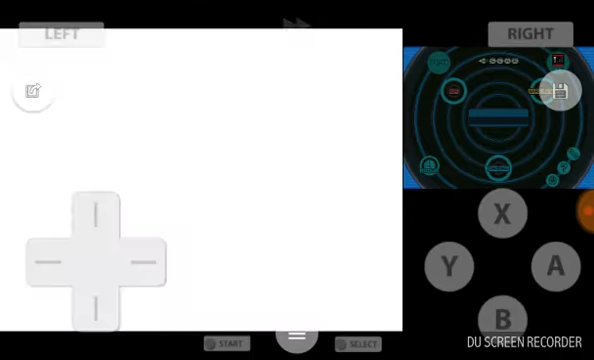 LEFT
RIGHT
X
Y
A
B
START
SELECT
DU SCREEN RECORDER